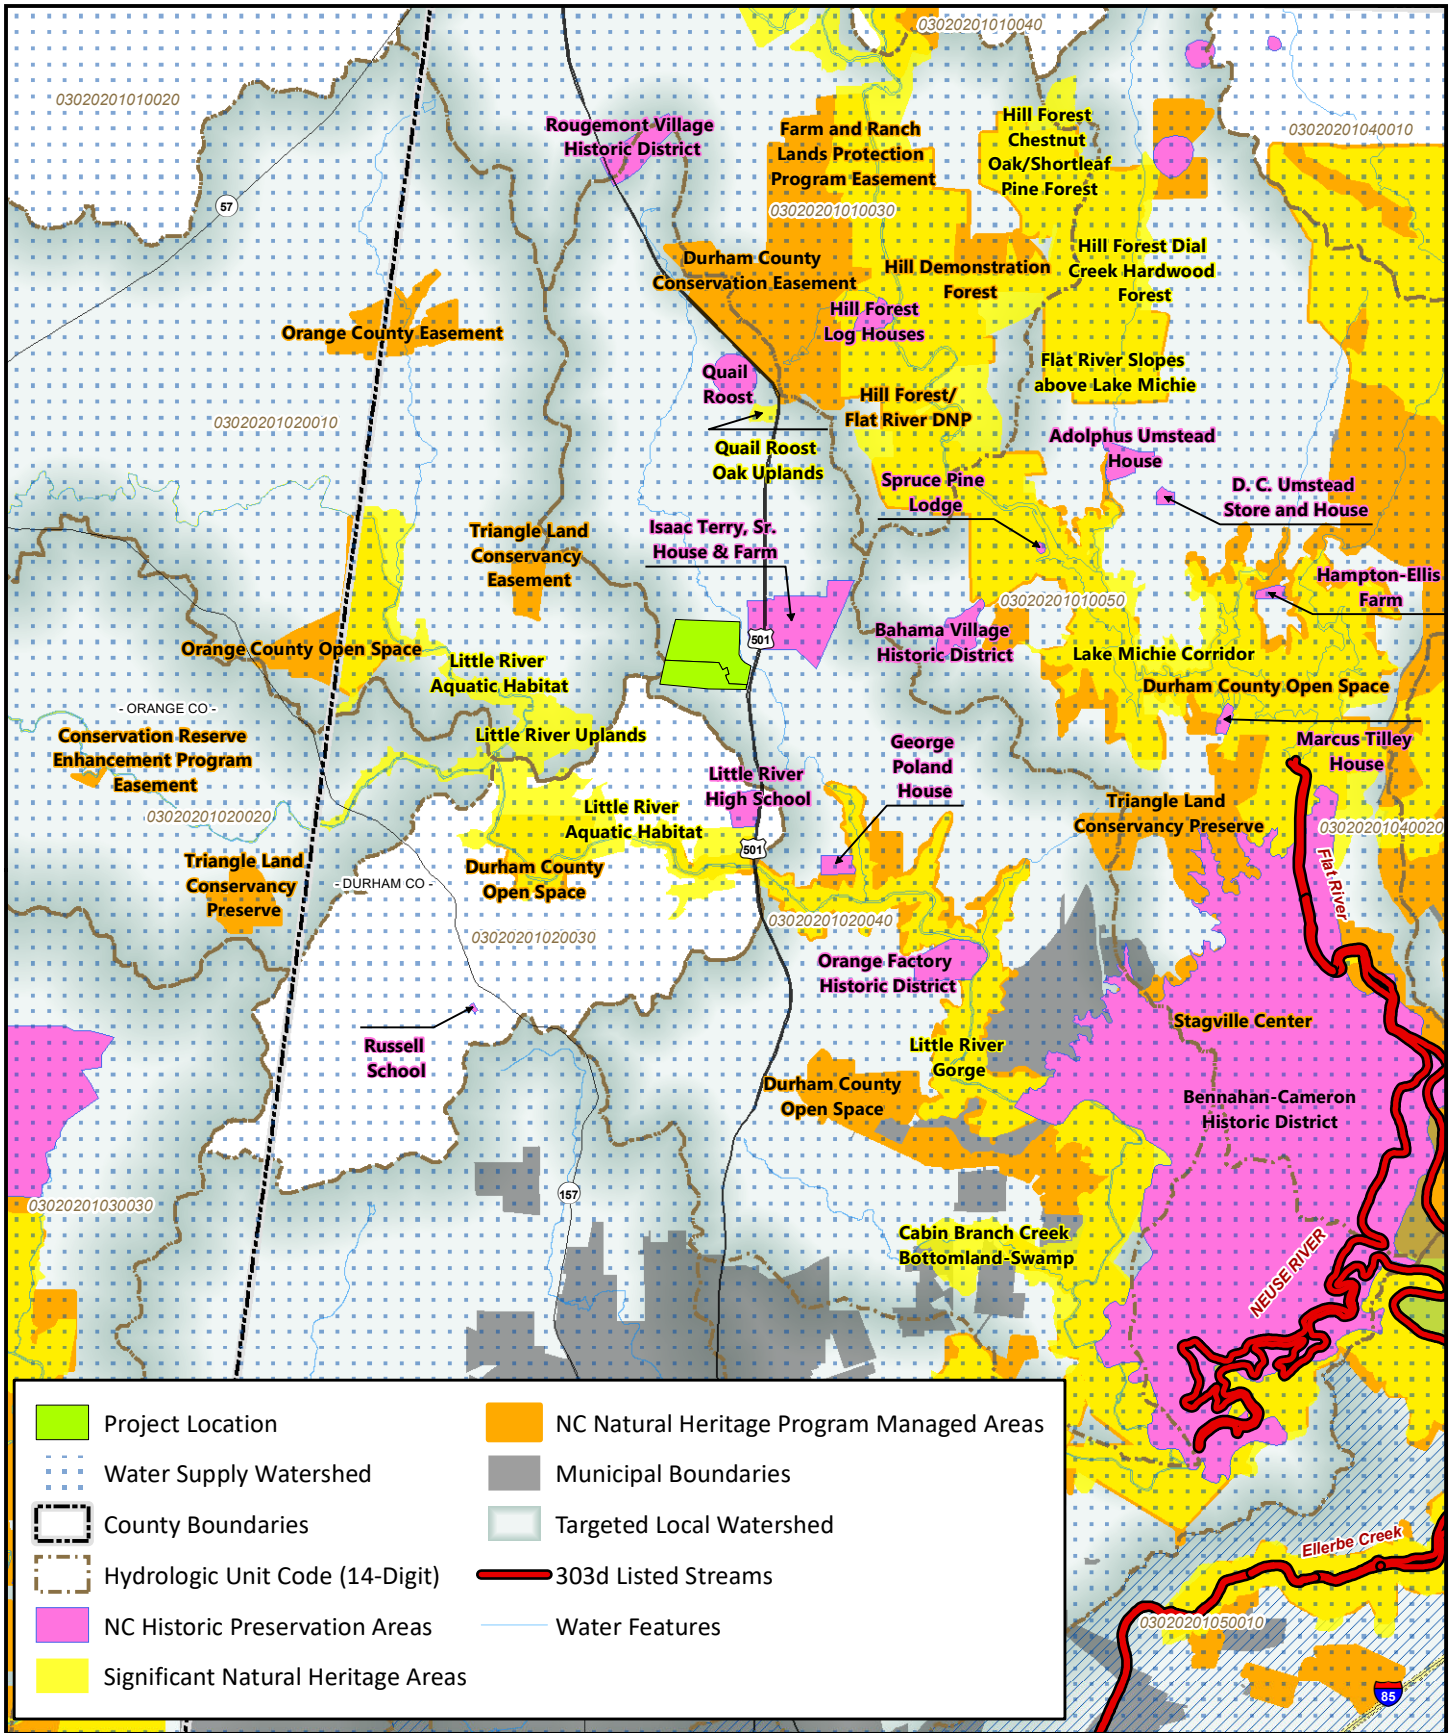 03020201010040
03020201010020
Rougemont Village
Historic District
Farm and Ranch
Lands Protection
Program Easement
Hill Forest
Chestnut
Oak/Shortleaf
Pine Forest
03020201040010
57
03020201010030
Durham County
Conservation Easement
Hill Demonstration
Forest
Hill Forest Dial
Creek Hardwood
Forest
Orange County Easement
Hill Forest
Log Houses
Quail
Roost
Flat River Slopes
above Lake Michie
Hill Forest/
Flat River DNP
03020201020010
Quail Roost
Oak Uplands
Adolphus Umstead
House
Spruce Pine
Lodge
D. C. Umstead
Store and House
Triangle Land
Conservancy
Easement
Isaac Terry, Sr.
House & Farm
Hampton-Ellis
Farm
03020201010050
501
Bahama Village
Historic District
Orange County Open Space
Little River
Aquatic Habitat
Lake Michie Corridor
Durham County Open Space
- ORANGE CO -
Conservation Reserve
Enhancement Program
Easement
Little River Uplands
George
Poland
House
Marcus Tilley
House
Little River
High School
03020201020020
Little River
Aquatic Habitat
Triangle Land
Conservancy Preserve
03020201040020
501
Flat River
Triangle Land
Conservancy
Preserve
- DURHAM CO -
Durham County
Open Space
03020201020040
03020201020030
Orange Factory
Historic District
Stagville Center
Russell
School
Little River
Gorge
Durham County
Open Space
Bennahan-Cameron
Historic District
157
03020201030030
Cabin Branch Creek
Bottomland-Swamp
NEUSE RIVER
Project Location
Water Supply Watershed
County Boundaries
Hydrologic Unit Code (14-Digit)
NC Historic Preservation Areas
Significant Natural Heritage Areas
NC Natural Heritage Program Managed Areas
Municipal Boundaries
Targeted Local Watershed
303d Listed Streams
Water Features
Ellerbe Creek
03020201050010
85